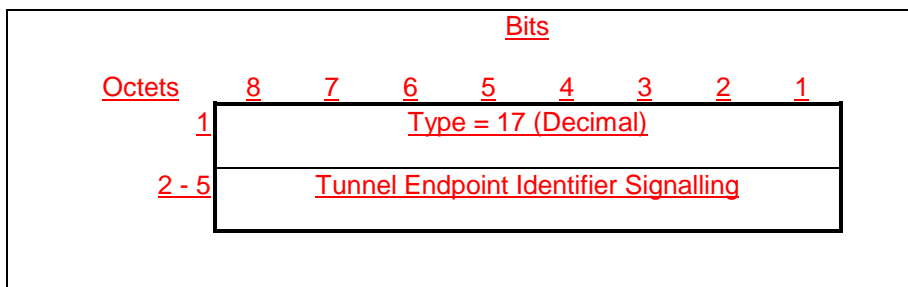 Bits
Octets 8 7 6 5 4 3 2 1
1 Type = 17 (Decimal)
2 - 5 Tunnel Endpoint Identifier Signalling